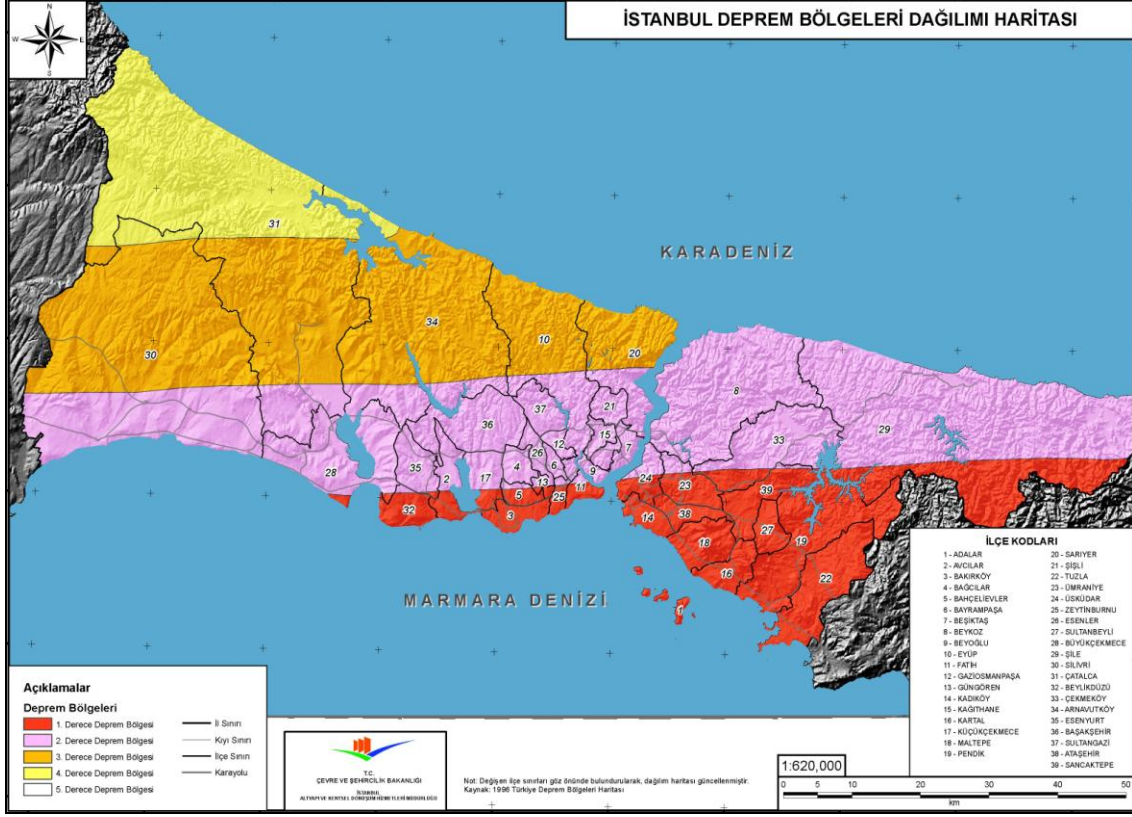 N
W E
S
İSTANBUL DEPREM BÖLGELERİ DAĞILIMI HARİTASI
31
KARADENİZ
34
10
20
30
8
37
21
36
15
33
29
12
7
26
35
4
6
28
2
17
9
13
24
23
11
39
5
25
32
3
14
38
27
18
19
16
22
1
MARMARA DENİZİ
İLÇE KODLARI
1 - ADALAR
2 - AVCILAR
3 - BAKIRKÖY
4 - BAĞCILAR
5 - BAHÇELİEVLER
6 - BAYRAMPAŞA
7 - BEŞİKTAŞ
8 - BEYKOZ
9 - BEYOĞLU
10 - EYÜP
11 - FATİH
12 - GAZİOSMANPAŞA
13 - GÜNGÖREN
14 - KADIKÖY
15 - KAĞITHANE
16 - KARTAL
17 - KÜÇÜKÇEKMECE
18 - MALTEPE
19 - PENDİK
20 - SARIYER
21 - ŞİŞLİ
22 - TUZLA
23 - ÜMRANİYE
24 - ÜSKÜDAR
25 - ZEYTİNBURNU
26 - ESENLER
27 - SULTANBEYLİ
28 - BÜYÜKÇEKMECE
29 - ŞİLE
30 - SİLİVRİ
31 - ÇATALCA
32 - BEYLİKDÜZÜ
33 - ÇEKMEKÖY
34 - ARNAVUTKÖY
35 - ESENYURT
36 - BAŞAKŞEHİR
37 - SULTANGAZİ
38 - ATAŞEHİR
39 - SANCAKTEPE
Açıklamalar
Deprem Bölgeleri
1. Derece Deprem Bölgesi
2. Derece Deprem Bölgesi
3. Derece Deprem Bölgesi
4. Derece Deprem Bölgesi
5. Derece Deprem Bölgesi
İl Sınırı
Kıyı Sınırı
İlçe Sınırı
Karayolu
T.C.
ÇEVRE VE ŞEHİRCİLİK BAKANLIĞI
İSTANBUL
ALTYAPI VE KENTSEL DÖNÜŞÜM HİZMETLERİ MÜDÜRLÜĞÜ
Not: Değişen ilçe sınırları göz önünde bulundurularak, dağılım haritası güncellenmiştir.
Kaynak: 1996 Türkiye Deprem Bölgeleri Haritası
1:620,000
0 5 10 20 30 40 50
km